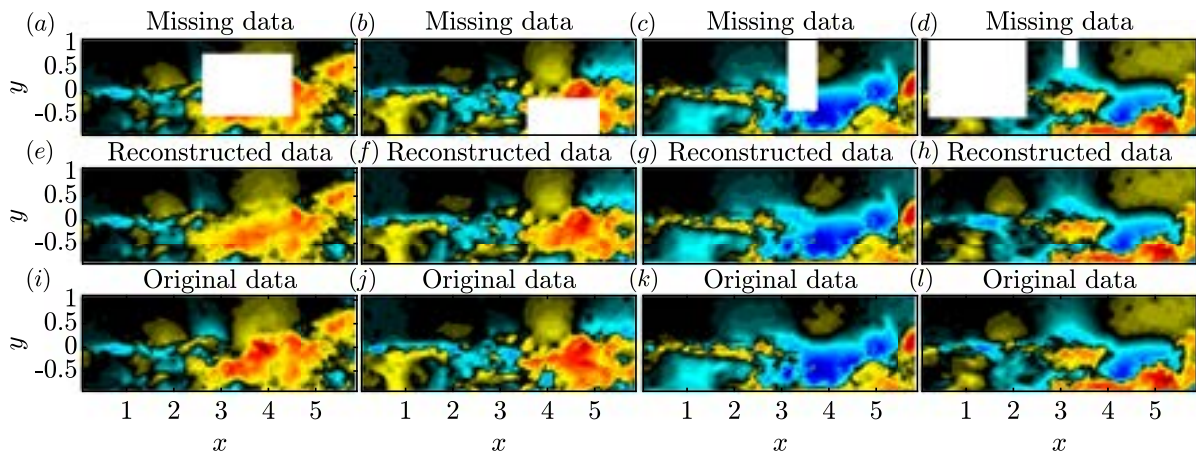 (a) Missing data (b) Missing data (c) Missing data (d) Missing data
1
0.5
y
0
-0.5
(e) Reconstructed data (f) Reconstructed data (g) Reconstructed data (h) Reconstructed data
1
0.5
y
0
-0.5
(i) Original data (j) Original data (k) Original data (l) Original data
1
0.5
y
0
-0.5
1 2 3 4 5 1 2 3 4 5 1 2 3 4 5 1 2 3 4 5
x x x x